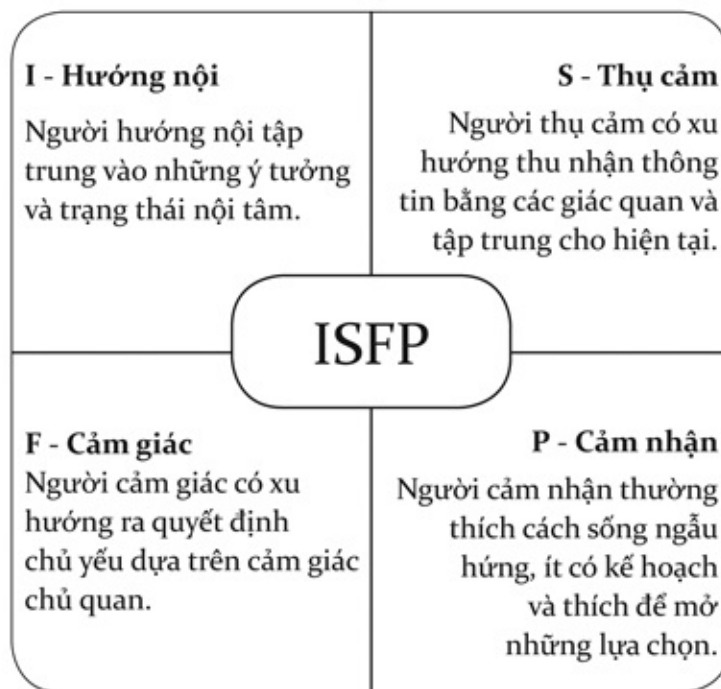 I - Hướng nội
Người hướng nội tập
trung vào những ý tưởng
và trạng thái nội tâm.
S - Thụ cảm
Người thụ cảm có xu
hướng thu nhận thông
tin bằng các giác quan và
tập trung cho hiện tại.
ISFP
F - Cảm giác
Người cảm giác có xu
hướng ra quyết định
chủ yếu dựa trên cảm giác
chủ quan.
P - Cảm nhận
Người cảm nhận thường
thích cách sống ngẫu
hứng, ít có kế hoạch
và thích để mở
những lựa chọn.